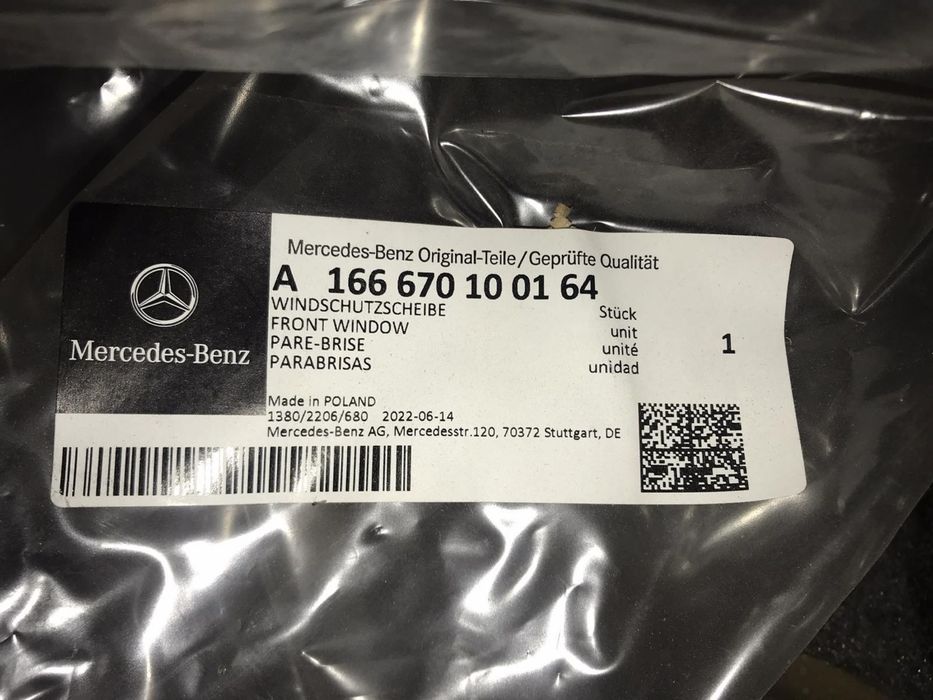 Mercedes-Benz
Mercedes-Benz Original-Teile/Geprüfte Qualität
A 166 670 10 01 64
WINDSCHUTZSCHEIBE Stück
FRONT WINDOW unit
PARE-BRISE unité 1
PARABRISAS unidad
Made in POLAND
1380/2206/680 2022-06-14
Mercedes-Benz AG, Mercedesstr.120, 70372 Stuttgart, DE